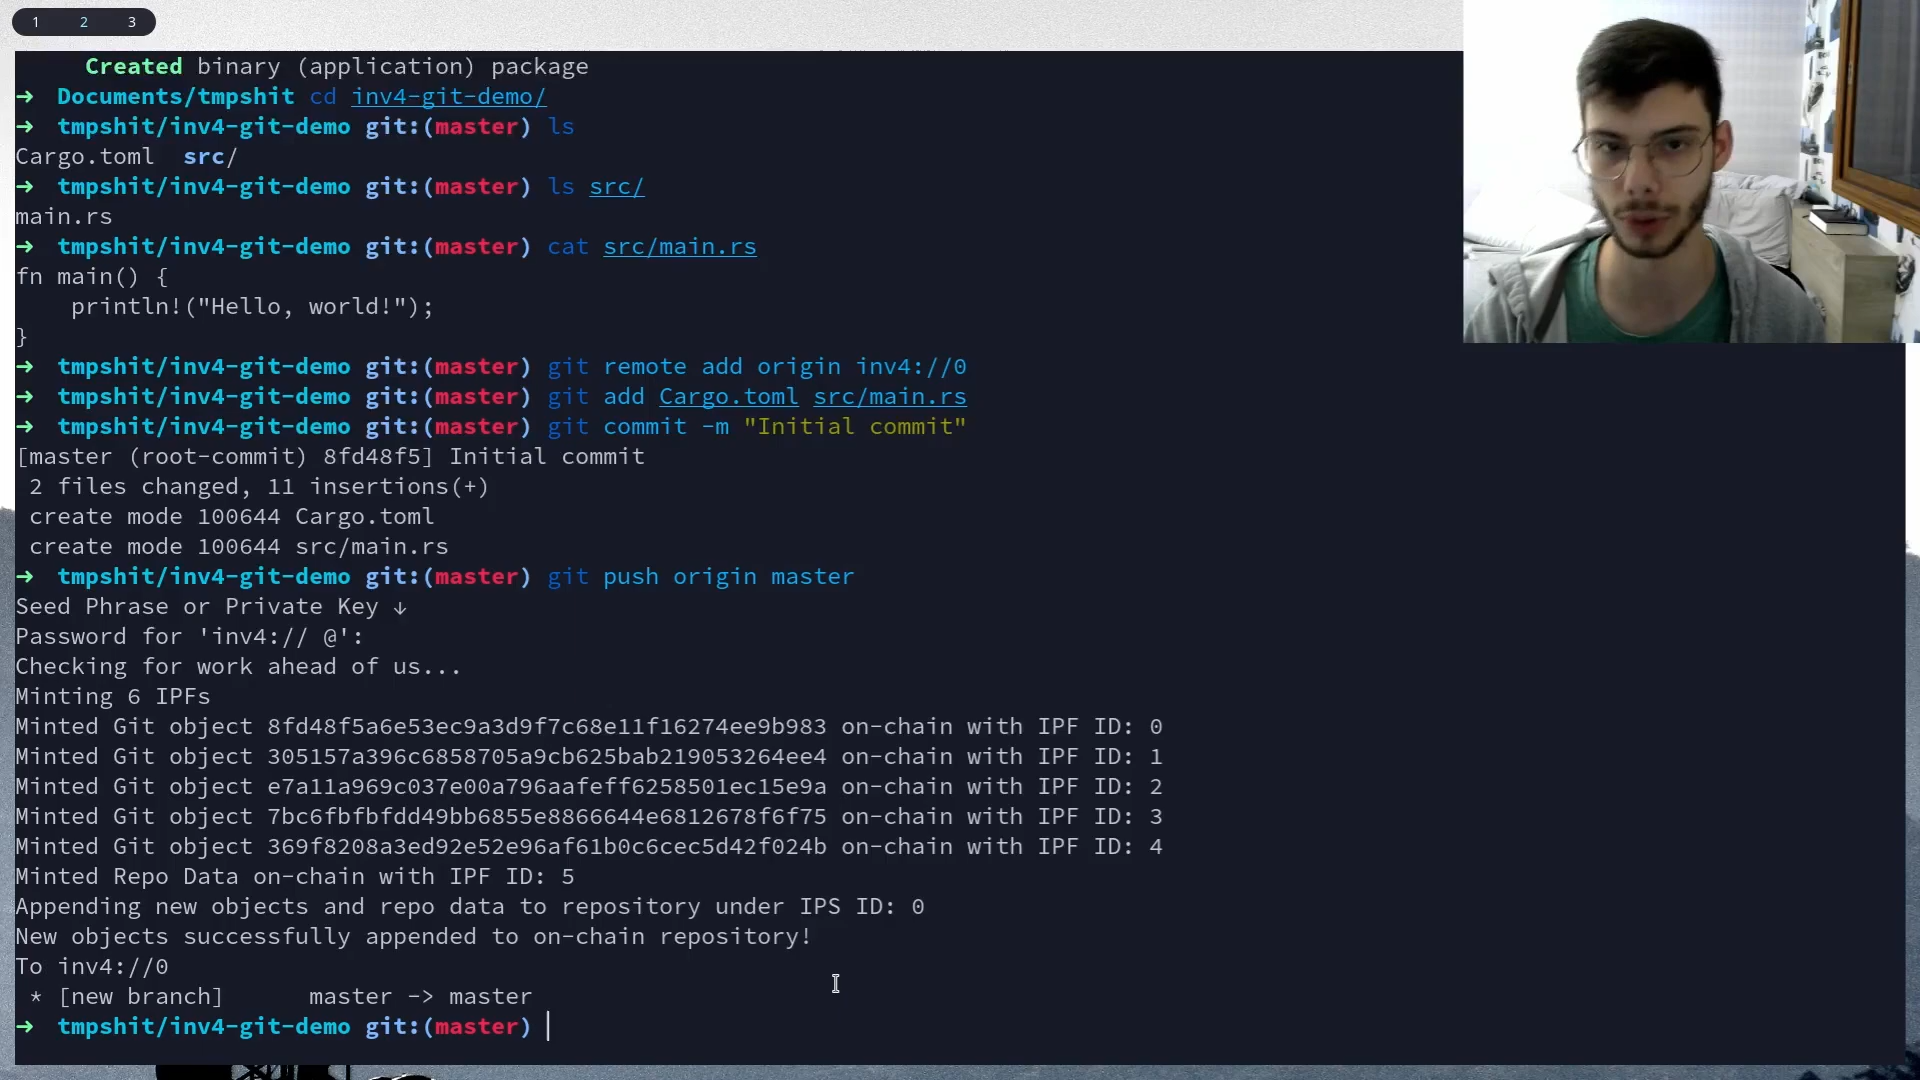 1 2 3
Created binary (application) package
➜ Documents/tmpshit cd inv4-git-demo/
➜ tmpshit/inv4-git-demo git:(master) ls
Cargo.toml src/
➜ tmpshit/inv4-git-demo git:(master) ls src/
main.rs
➜ tmpshit/inv4-git-demo git:(master) cat src/main.rs
fn main() {
    println!("Hello, world!");
}
➜ tmpshit/inv4-git-demo git:(master) git remote add origin inv4://0
➜ tmpshit/inv4-git-demo git:(master) git add Cargo.toml src/main.rs
➜ tmpshit/inv4-git-demo git:(master) git commit -m "Initial commit"
[master (root-commit) 8fd48f5] Initial commit
 2 files changed, 11 insertions(+)
 create mode 100644 Cargo.toml
 create mode 100644 src/main.rs
➜ tmpshit/inv4-git-demo git:(master) git push origin master
Seed Phrase or Private Key ↓
Password for 'inv4:// @':
Checking for work ahead of us...
Minting 6 IPFs
Minted Git object 8fd48f5a6e53ec9a3d9f7c68e11f16274ee9b983 on-chain with IPF ID: 0
Minted Git object 305157a396c6858705a9cb625bab219053264ee4 on-chain with IPF ID: 1
Minted Git object e7a11a969c037e00a796aafeff6258501ec15e9a on-chain with IPF ID: 2
Minted Git object 7bc6fbfbfdd49bb6855e8866644e6812678f6f75 on-chain with IPF ID: 3
Minted Git object 369f8208a3ed92e52e96af61b0c6cec5d42f024b on-chain with IPF ID: 4
Minted Repo Data on-chain with IPF ID: 5
Appending new objects and repo data to repository under IPS ID: 0
New objects successfully appended to on-chain repository!
To inv4://0
 * [new branch]      master -> master
➜ tmpshit/inv4-git-demo git:(master)